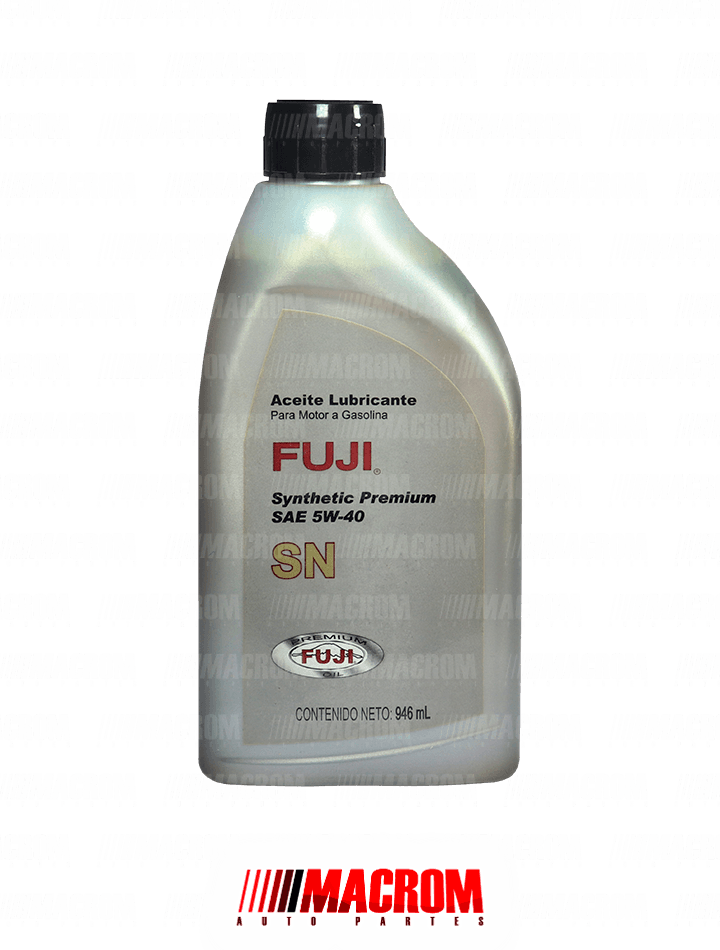 Aceite Lubricante
Para Motor a Gasolina
FUJI®
Synthetic Premium
SAE 5W-40
SN
PREMIUM
FUJI
OIL
CONTENIDO NETO: 946 mL
MACROM
AUTO PARTES